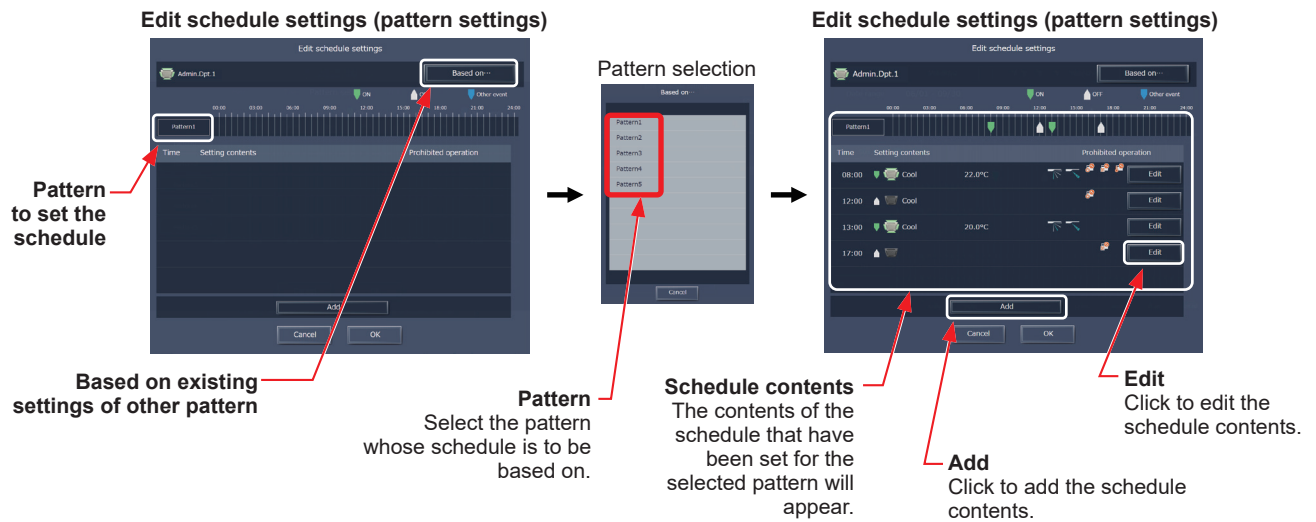 Edit schedule settings (pattern settings)
Edit schedule settings
Admin.Dpt.1
Based on···
ON
Other event
00:00 03:00 06:00 09:00 12:00 15:00 18:00 21:00 24:00
Pattern1
Time Setting contents Prohibited operation
Add
Cancel OK
Pattern
to set the
schedule
Based on existing
settings of other pattern
Pattern selection
Based on···
Pattern1
Pattern2
Pattern3
Pattern4
Pattern5
Cancel
Pattern
Select the pattern
whose schedule is to be
based on.
Edit schedule settings (pattern settings)
Edit schedule settings
Admin.Dpt.1
Based on···
ON OFF Other event
00:00 03:00 06:00 09:00 12:00 15:00 18:00 21:00 24:00
Pattern1
Time Setting contents Prohibited operation
08:00 Cool 22.0°C Edit
12:00 Cool Edit
13:00 Cool 20.0°C Edit
17:00 Edit
Add
Cancel OK
Schedule contents
The contents of the
schedule that have
been set for the
selected pattern will
appear.
Add
Click to add the schedule
contents.
Edit
Click to edit the
schedule contents.